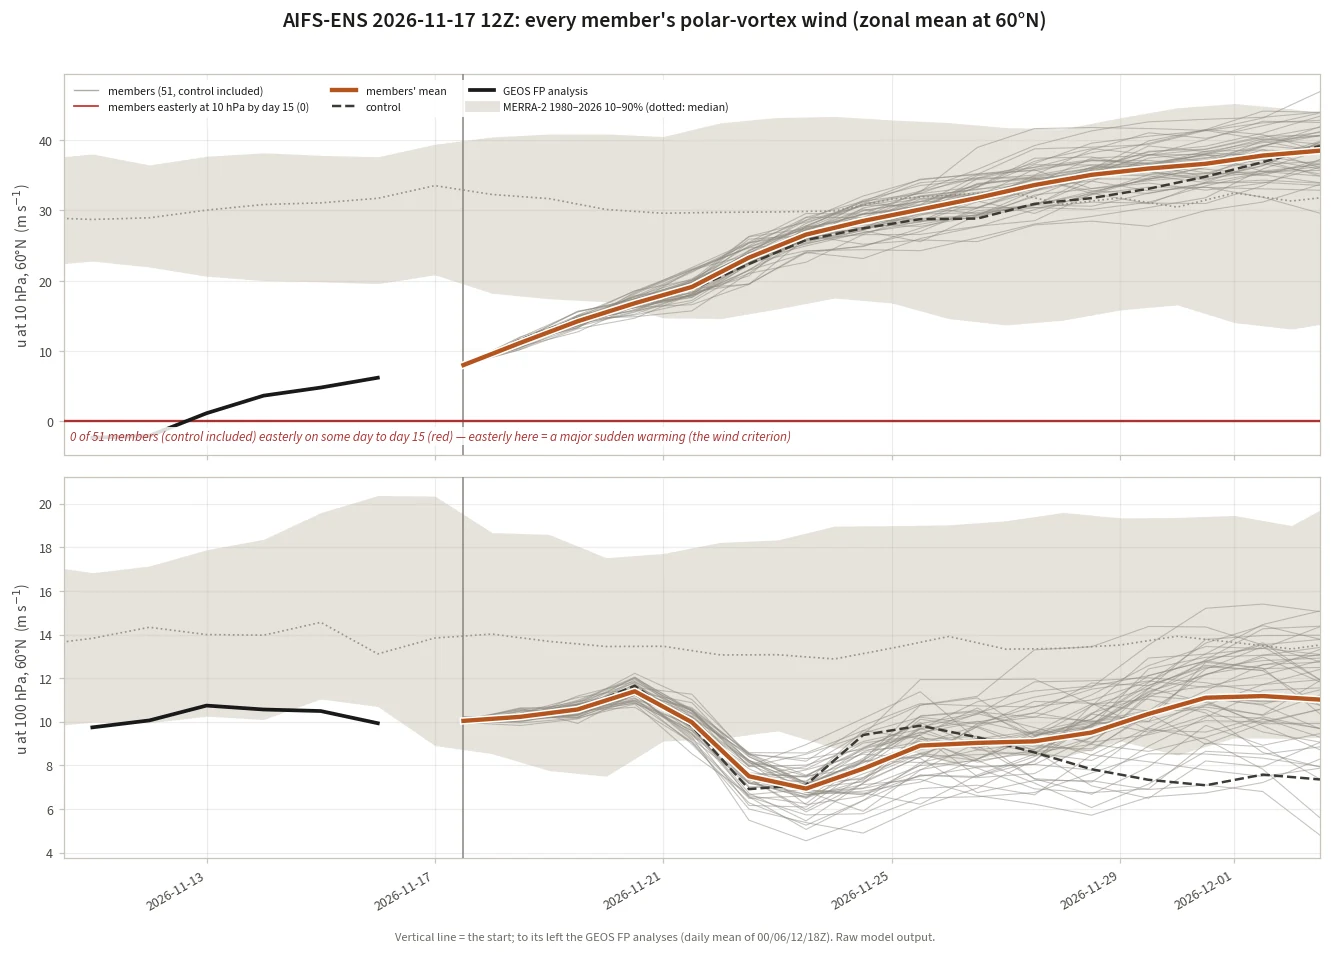 AIFS-ENS 2026-11-17 12Z: every member's polar-vortex wind (zonal mean at 60°N)
members (51, control included)
members easterly at 10 hPa by day 15 (0)
members' mean
control
GEOS FP analysis
MERRA-2 1980–2026 10–90% (dotted: median)
u at 10 hPa, 60°N (m s⁻¹)
40
30
20
10
0
0 of 51 members (control included) easterly on some day to day 15 (red) — easterly here = a major sudden warming (the wind criterion)
u at 100 hPa, 60°N (m s⁻¹)
20
18
16
14
12
10
8
6
4
2026-11-13
2026-11-17
2026-11-21
2026-11-25
2026-11-29
2026-12-01
Vertical line = the start; to its left the GEOS FP analyses (daily mean of 00/06/12/18Z). Raw model output.